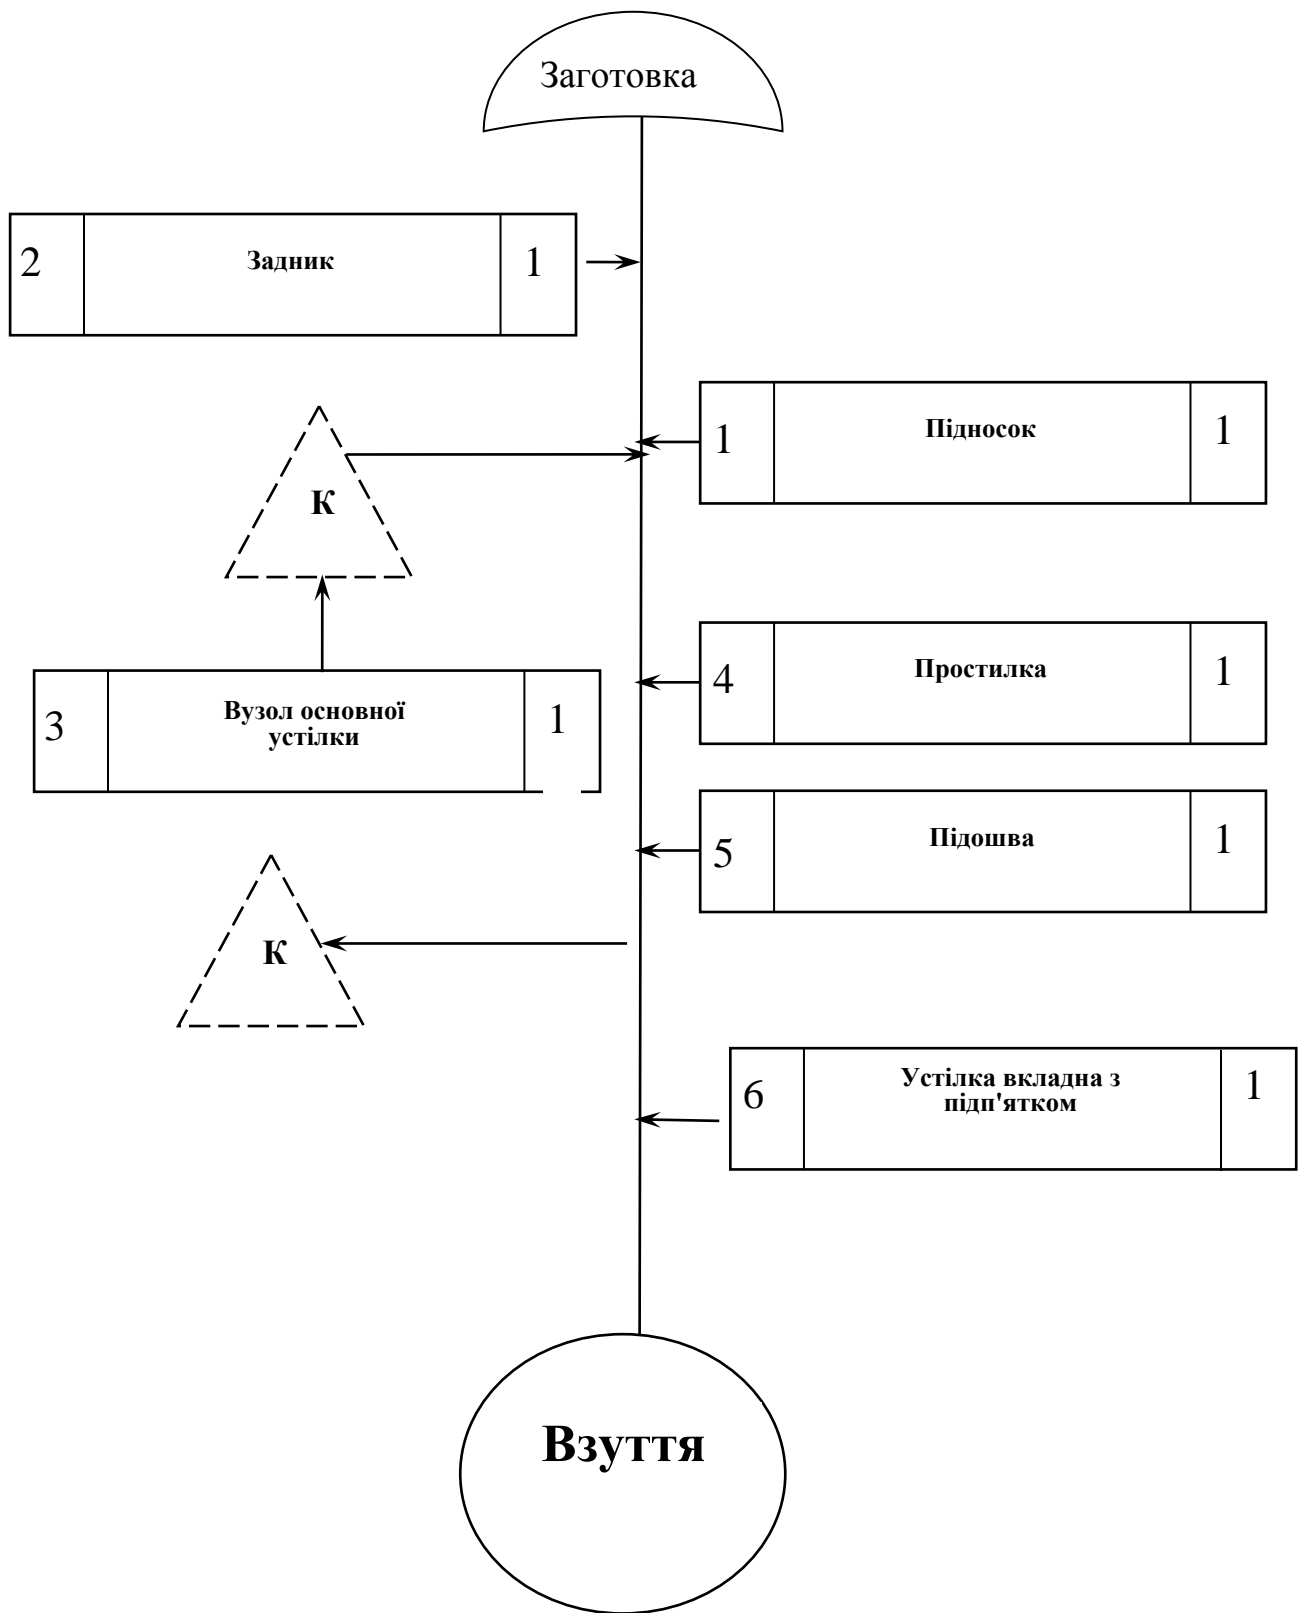 Заготовка
2 Задник 1
1 Підносок 1
К
4 Простилка 1
3 Вузол основної 1
устілки
5 Підошва 1
К
6 Устілка вкладна з 1
підп'ятком
Взуття